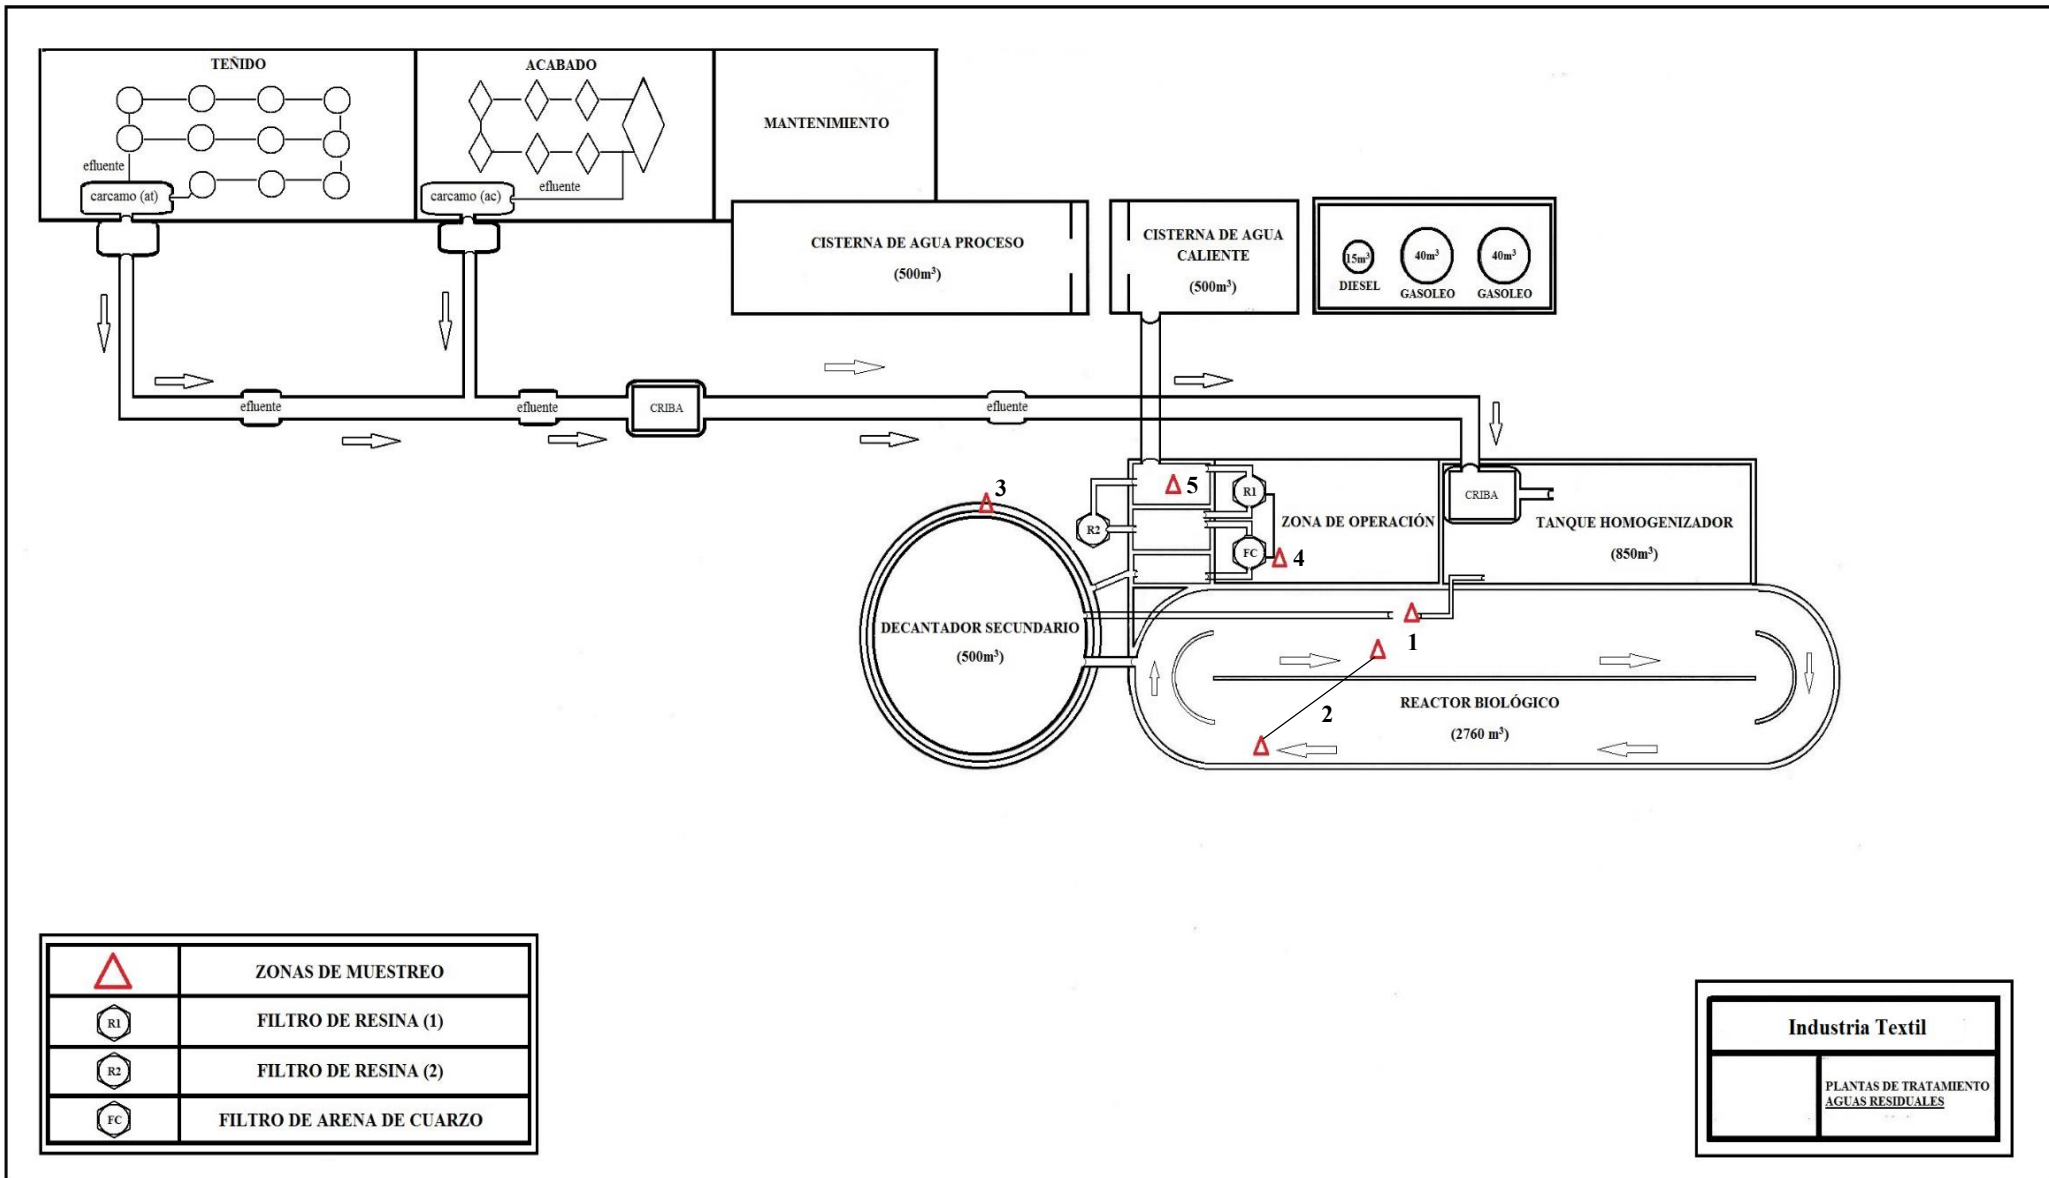 TEÑIDO
efluente
carcamo (at)
ACABADO
efluente
carcamo (ac)
MANTENIMIENTO
CISTERNA DE AGUA PROCESO
(500m³)
CISTERNA DE AGUA
CALIENTE
(500m³)
15m³
DIESEL
40m³
GASOLEO
40m³
GASOLEO
efluente
efluente
CRIBA
efluente
3
5
R1
R2
FC
4
ZONA DE OPERACIÓN
CRIBA
TANQUE HOMOGENIZADOR
(850m³)
DECANTADOR SECUNDARIO
(500m³)
1
2
REACTOR BIOLÓGICO
(2760 m³)
ZONAS DE MUESTREO
R1
FILTRO DE RESINA (1)
R2
FILTRO DE RESINA (2)
FC
FILTRO DE ARENA DE CUARZO
Industria Textil
PLANTAS DE TRATAMIENTO
AGUAS RESIDUALES